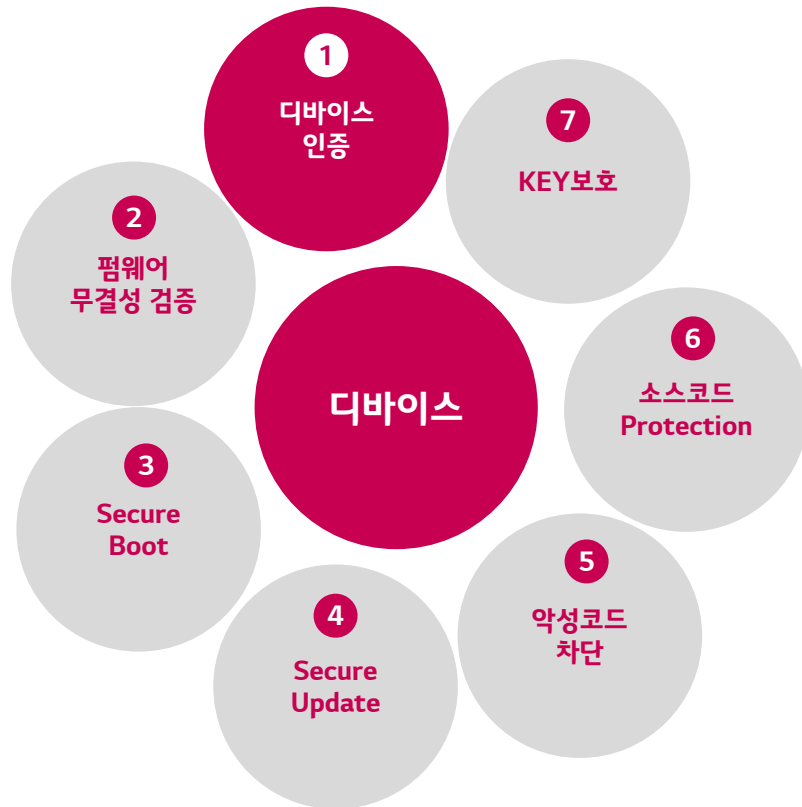 1
디바이스
인증
2
펌웨어
무결성 검증
3
Secure
Boot
4
Secure
Update
5
악성코드
차단
6
소스코드
Protection
7
KEY보호
디바이스